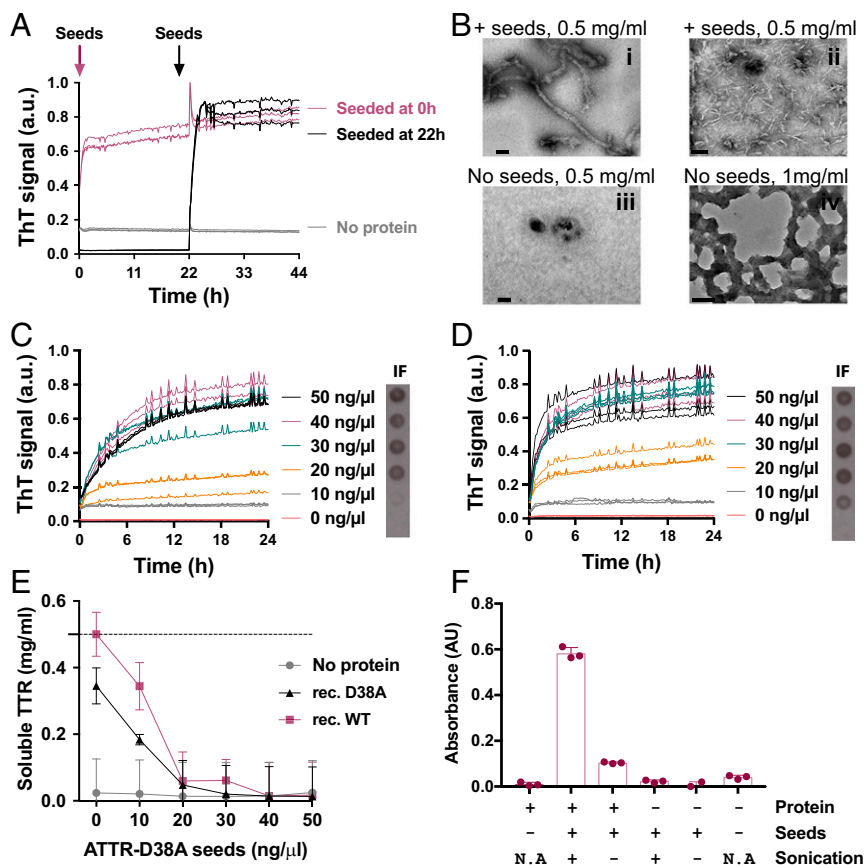 A
Seeds
Seeds
ThT signal (a.u.)
1.0
0.8
0.6
0.4
0.2
0.0
0
11
22
33
44
Time (h)
Seeded at 0h
Seeded at 22h
No protein
B
+ seeds, 0.5 mg/ml
i
+ seeds, 0.5 mg/ml
ii
No seeds, 0.5 mg/ml
iii
No seeds, 1mg/ml
iv
C
ThT signal (a.u.)
1.0
0.8
0.6
0.4
0.2
0.0
0
6
12
18
24
Time (h)
IF
50 ng/µl
40 ng/µl
30 ng/µl
20 ng/µl
10 ng/µl
0 ng/µl
D
ThT signal (a.u.)
1.0
0.8
0.6
0.4
0.2
0.0
0
6
12
18
24
Time (h)
IF
50 ng/µl
40 ng/µl
30 ng/µl
20 ng/µl
10 ng/µl
0 ng/µl
E
Soluble TTR (mg/ml)
0.6
0.4
0.2
0.0
0
10
20
30
40
50
ATTR-D38A seeds (ng/µl)
No protein
rec. D38A
rec. WT
F
Absorbance (AU)
0.6
0.4
0.2
0.0
+ + + − − − Protein
− + + + + − Seeds
N.A + − + − N.A Sonication